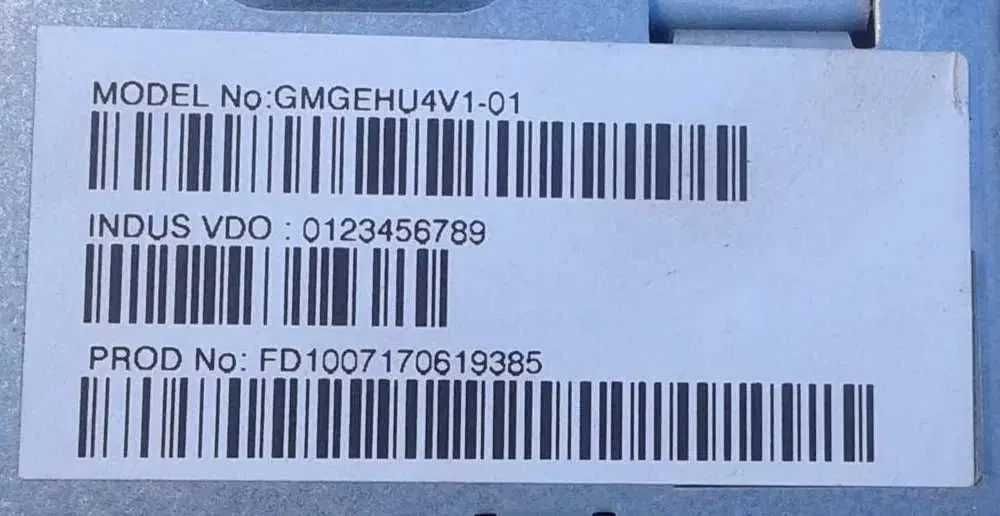 MODEL No:GMGEHU4V1-01
INDUS VDO : 0123456789
PROD No: FD1007170619385